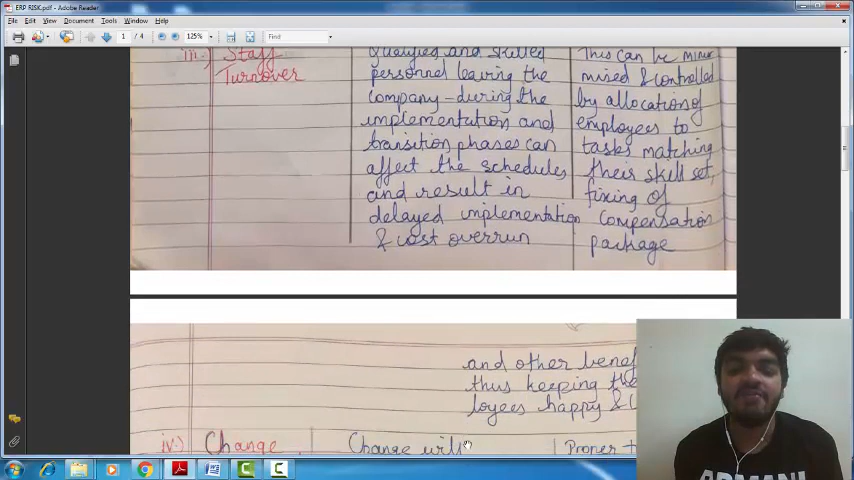 ERP RISK.pdf - Adobe Reader
File Edit View Document Tools Window Help
1 / 4 125% Find
iii.) Staff Turnover
Qualified and skilled
personnel leaving the
company - during the
implementation and
transition phases can
affect the schedules
and result in
delayed implementation
& cost overrun
This can be mini
mised & controlled
by allocations of
employees to
tasks matching
their skill set,
fixing of
compensation
package
and other benef
thus keeping the
loyees happy &
iv.) Change
Change will
Proper t
ARMANI